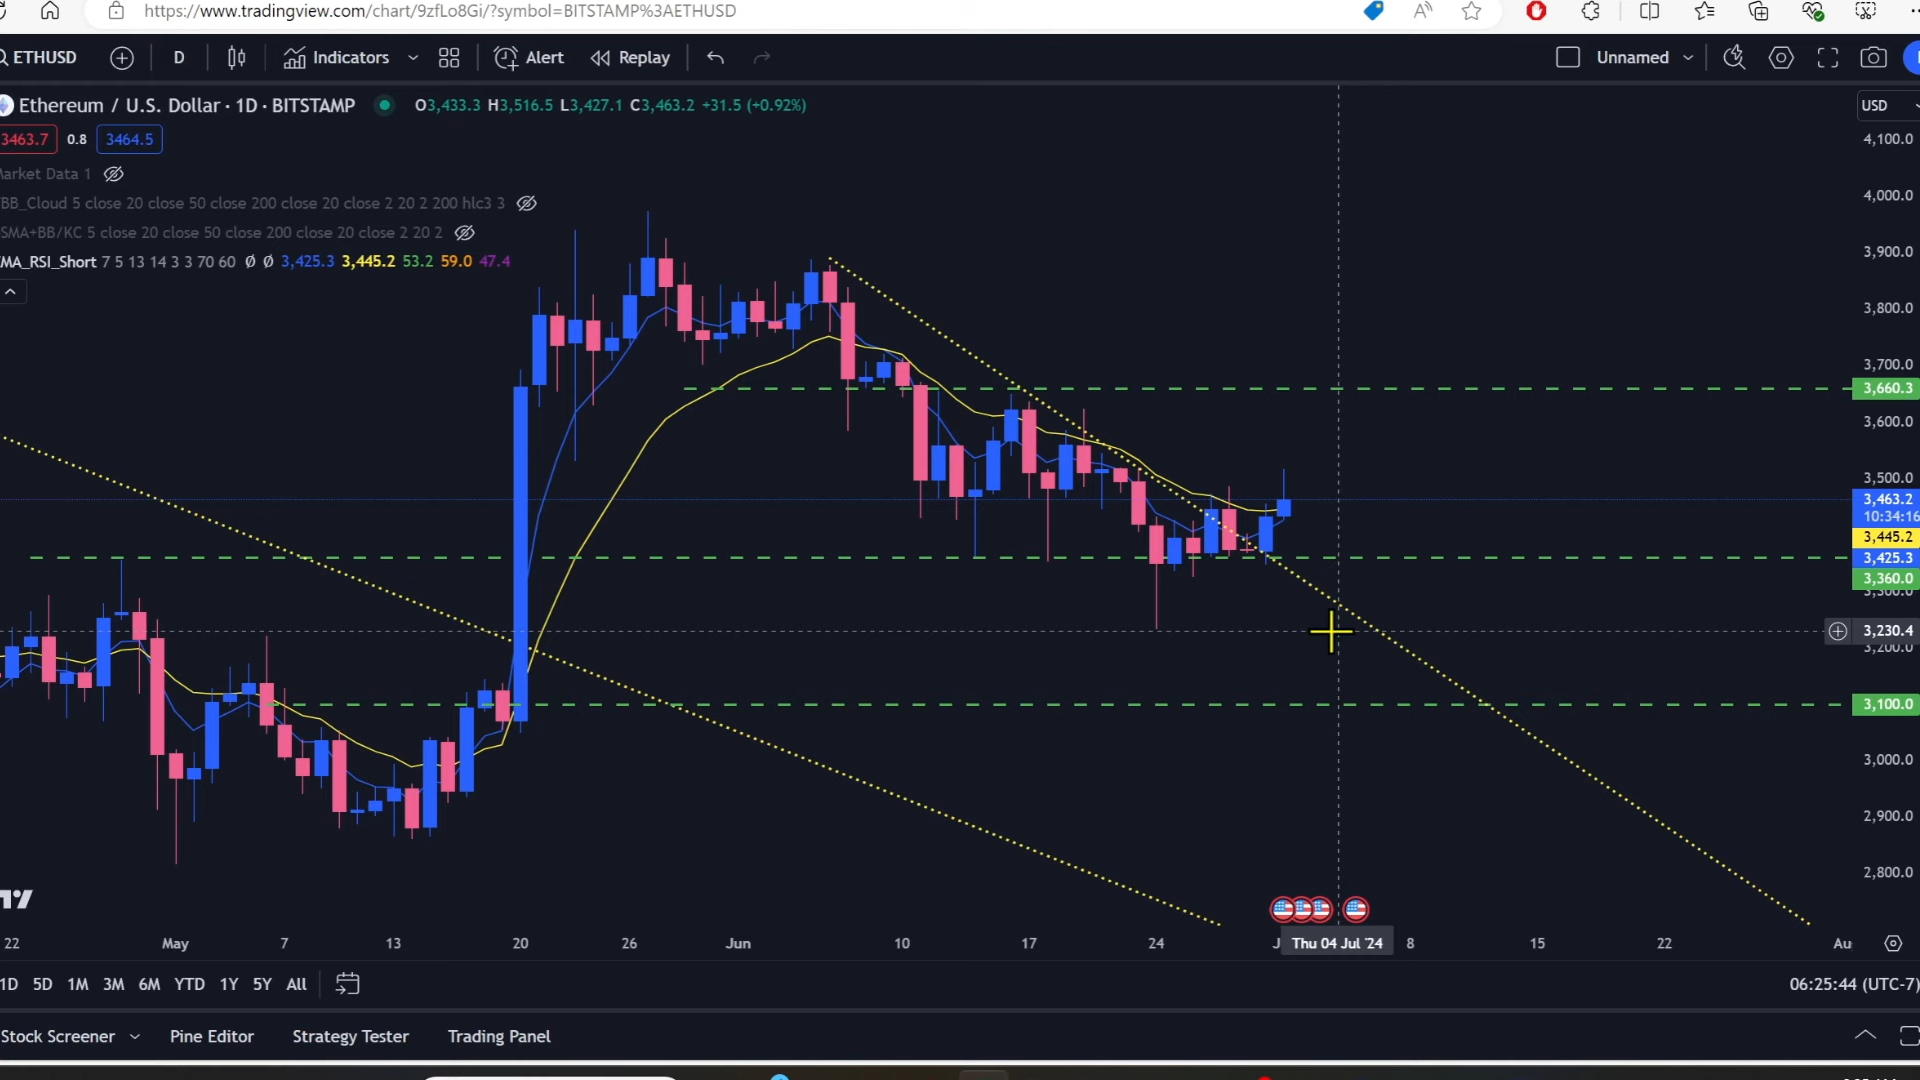 https://www.tradingview.com/chart/9zfLo8Gi/?symbol=BITSTAMP%3AETHUSD
ETHUSD D Indicators Alert Replay Unnamed
Ethereum / U.S. Dollar · 1D · BITSTAMP O3,433.3 H3,516.5 L3,427.1 C3,463.2 +31.5 (+0.92%)
USD
3463.7 0.8 3464.5
4,100.0
arket Data 1
BB_Cloud 5 close 20 close 50 close 200 close 20 close 2 20 2 200 hlc3 3
4,000.0
SMA+BB/KC 5 close 20 close 50 close 200 close 20 close 2 20 2
MA_RSI_Short 7 5 13 14 3 3 70 60 Ø Ø 3,425.3 3,445.2 53.2 59.0 47.4
3,900.0
3,800.0
3,700.0
3,660.3
3,600.0
3,500.0
3,463.2
10:34:16
3,445.2
3,425.3
3,360.0
3,300.0
3,230.4
3,200.0
3,100.0
3,000.0
2,900.0
2,800.0
22 May 7 13 20 26 Jun 10 17 24 J Thu 04 Jul '24 8 15 22 Au
1D 5D 1M 3M 6M YTD 1Y 5Y All 06:25:44 (UTC-7)
Stock Screener Pine Editor Strategy Tester Trading Panel